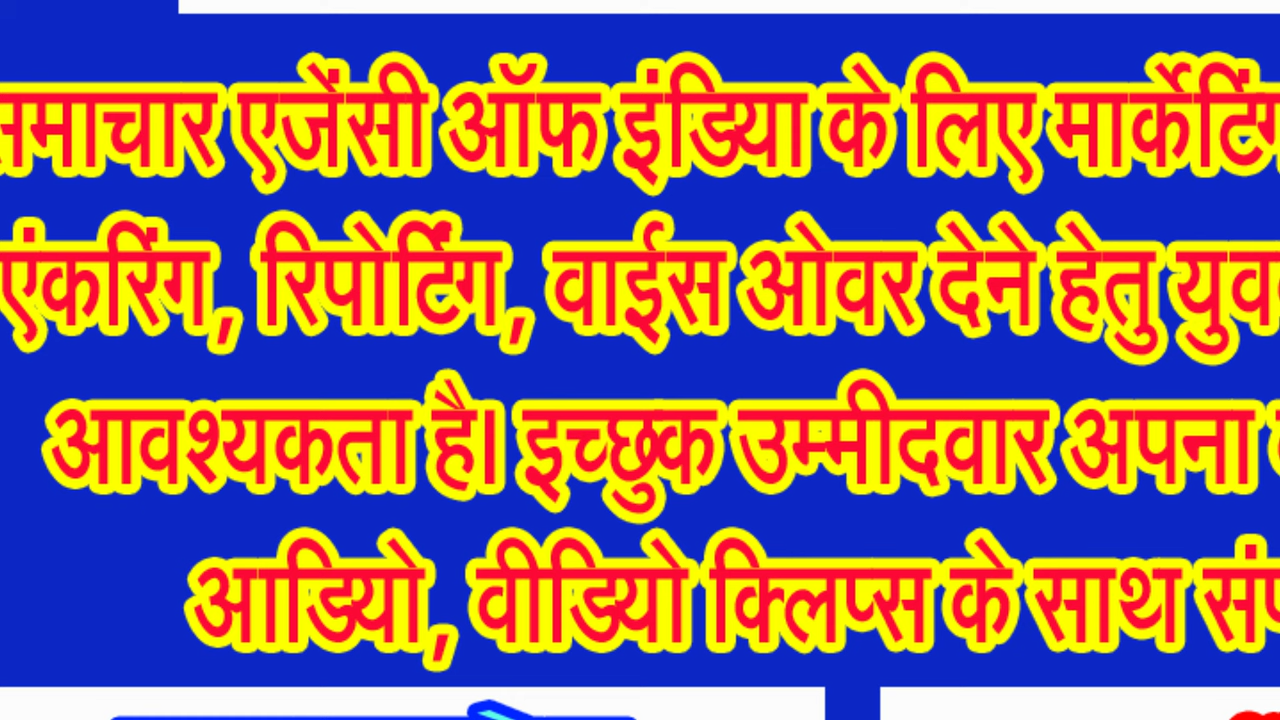 समाचार एजेंसी ऑफ इंडिया के लिए मार्केटिंग
एंकरिंग, रिपोर्टिंग, वाईस ओवर देने हेतु
आवश्यकता है। इच्छुक उम्मीदवार अपना
आडियो, वीडियो क्लिप्स के साथ